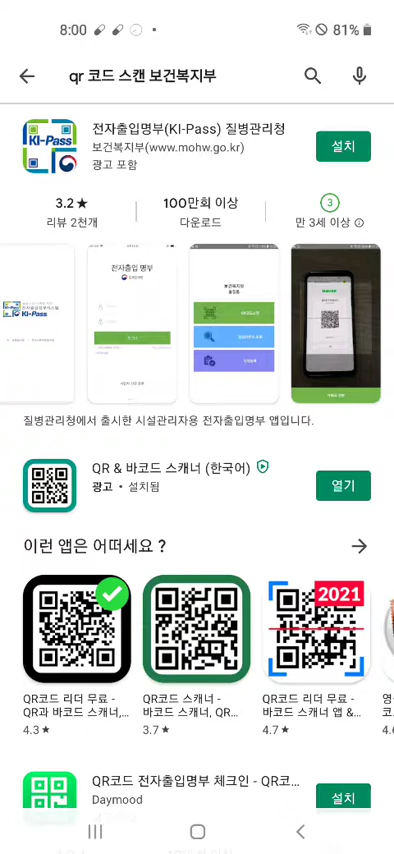 8:00
81%
qr 코드 스캔 보건복지부
KI-Pass
전자출입명부(KI-Pass) 질병관리청
보건복지부(www.mohw.go.kr)
광고 포함
설치
3.2★
리뷰 2천개
100만회 이상
다운로드
3
만 3세 이상
KI-Pass
전자출입 명부
보건복지부
질병관리청에서 출시한 시설관리자용 전자출입명부 앱입니다.
QR & 바코드 스캐너 (한국어)
광고 • 설치됨
열기
이런 앱은 어떠세요 ?
2021
QR코드 리더 무료 -
QR과 바코드 스캐너,...
4.3★
QR코드 스캐너 -
바코드 스캐너, QR...
3.7★
QR코드 리더 무료 -
바코드 스캐너 앱 &...
4.7★
QR코드 전자출입명부 체크인 - QR코...
Daymood
설치